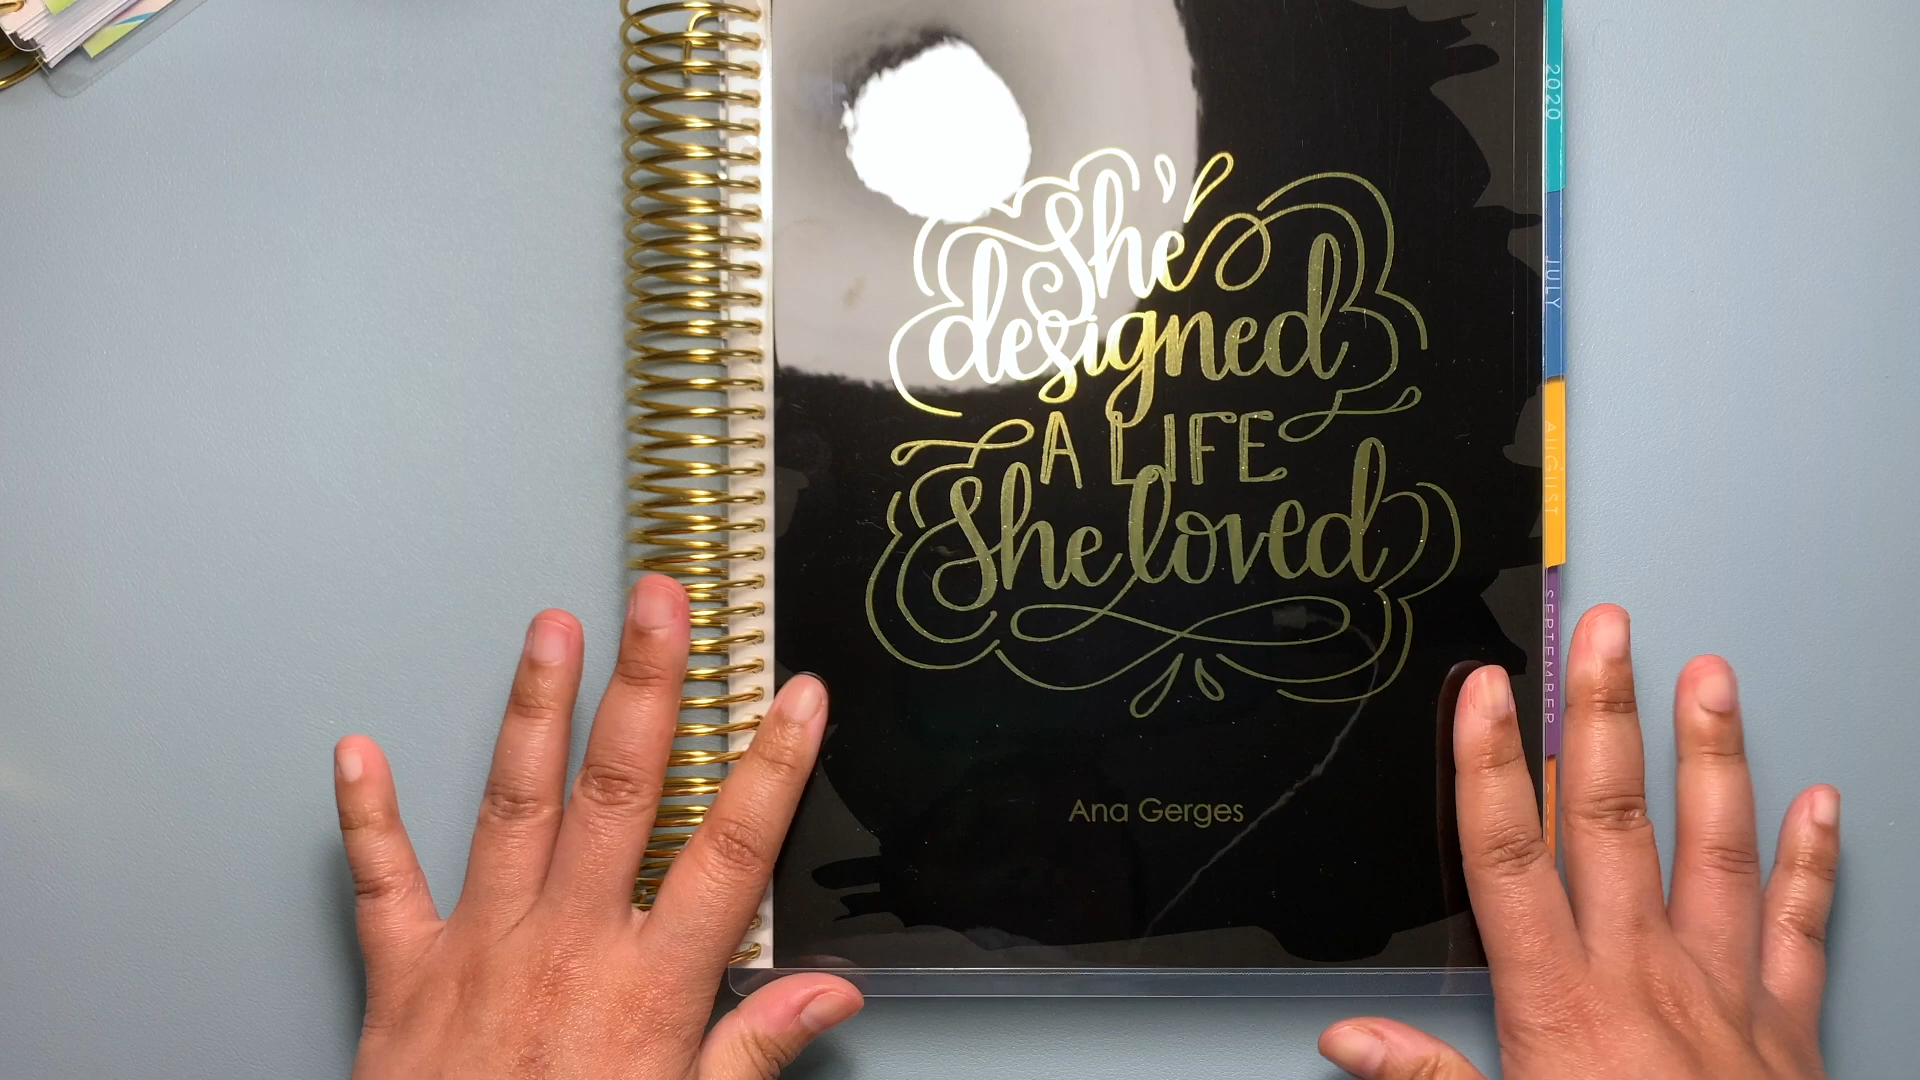 She
designed
A LIFE
She loved
Ana Gerges
2020
JULY
AUGUST
SEPTEMBER